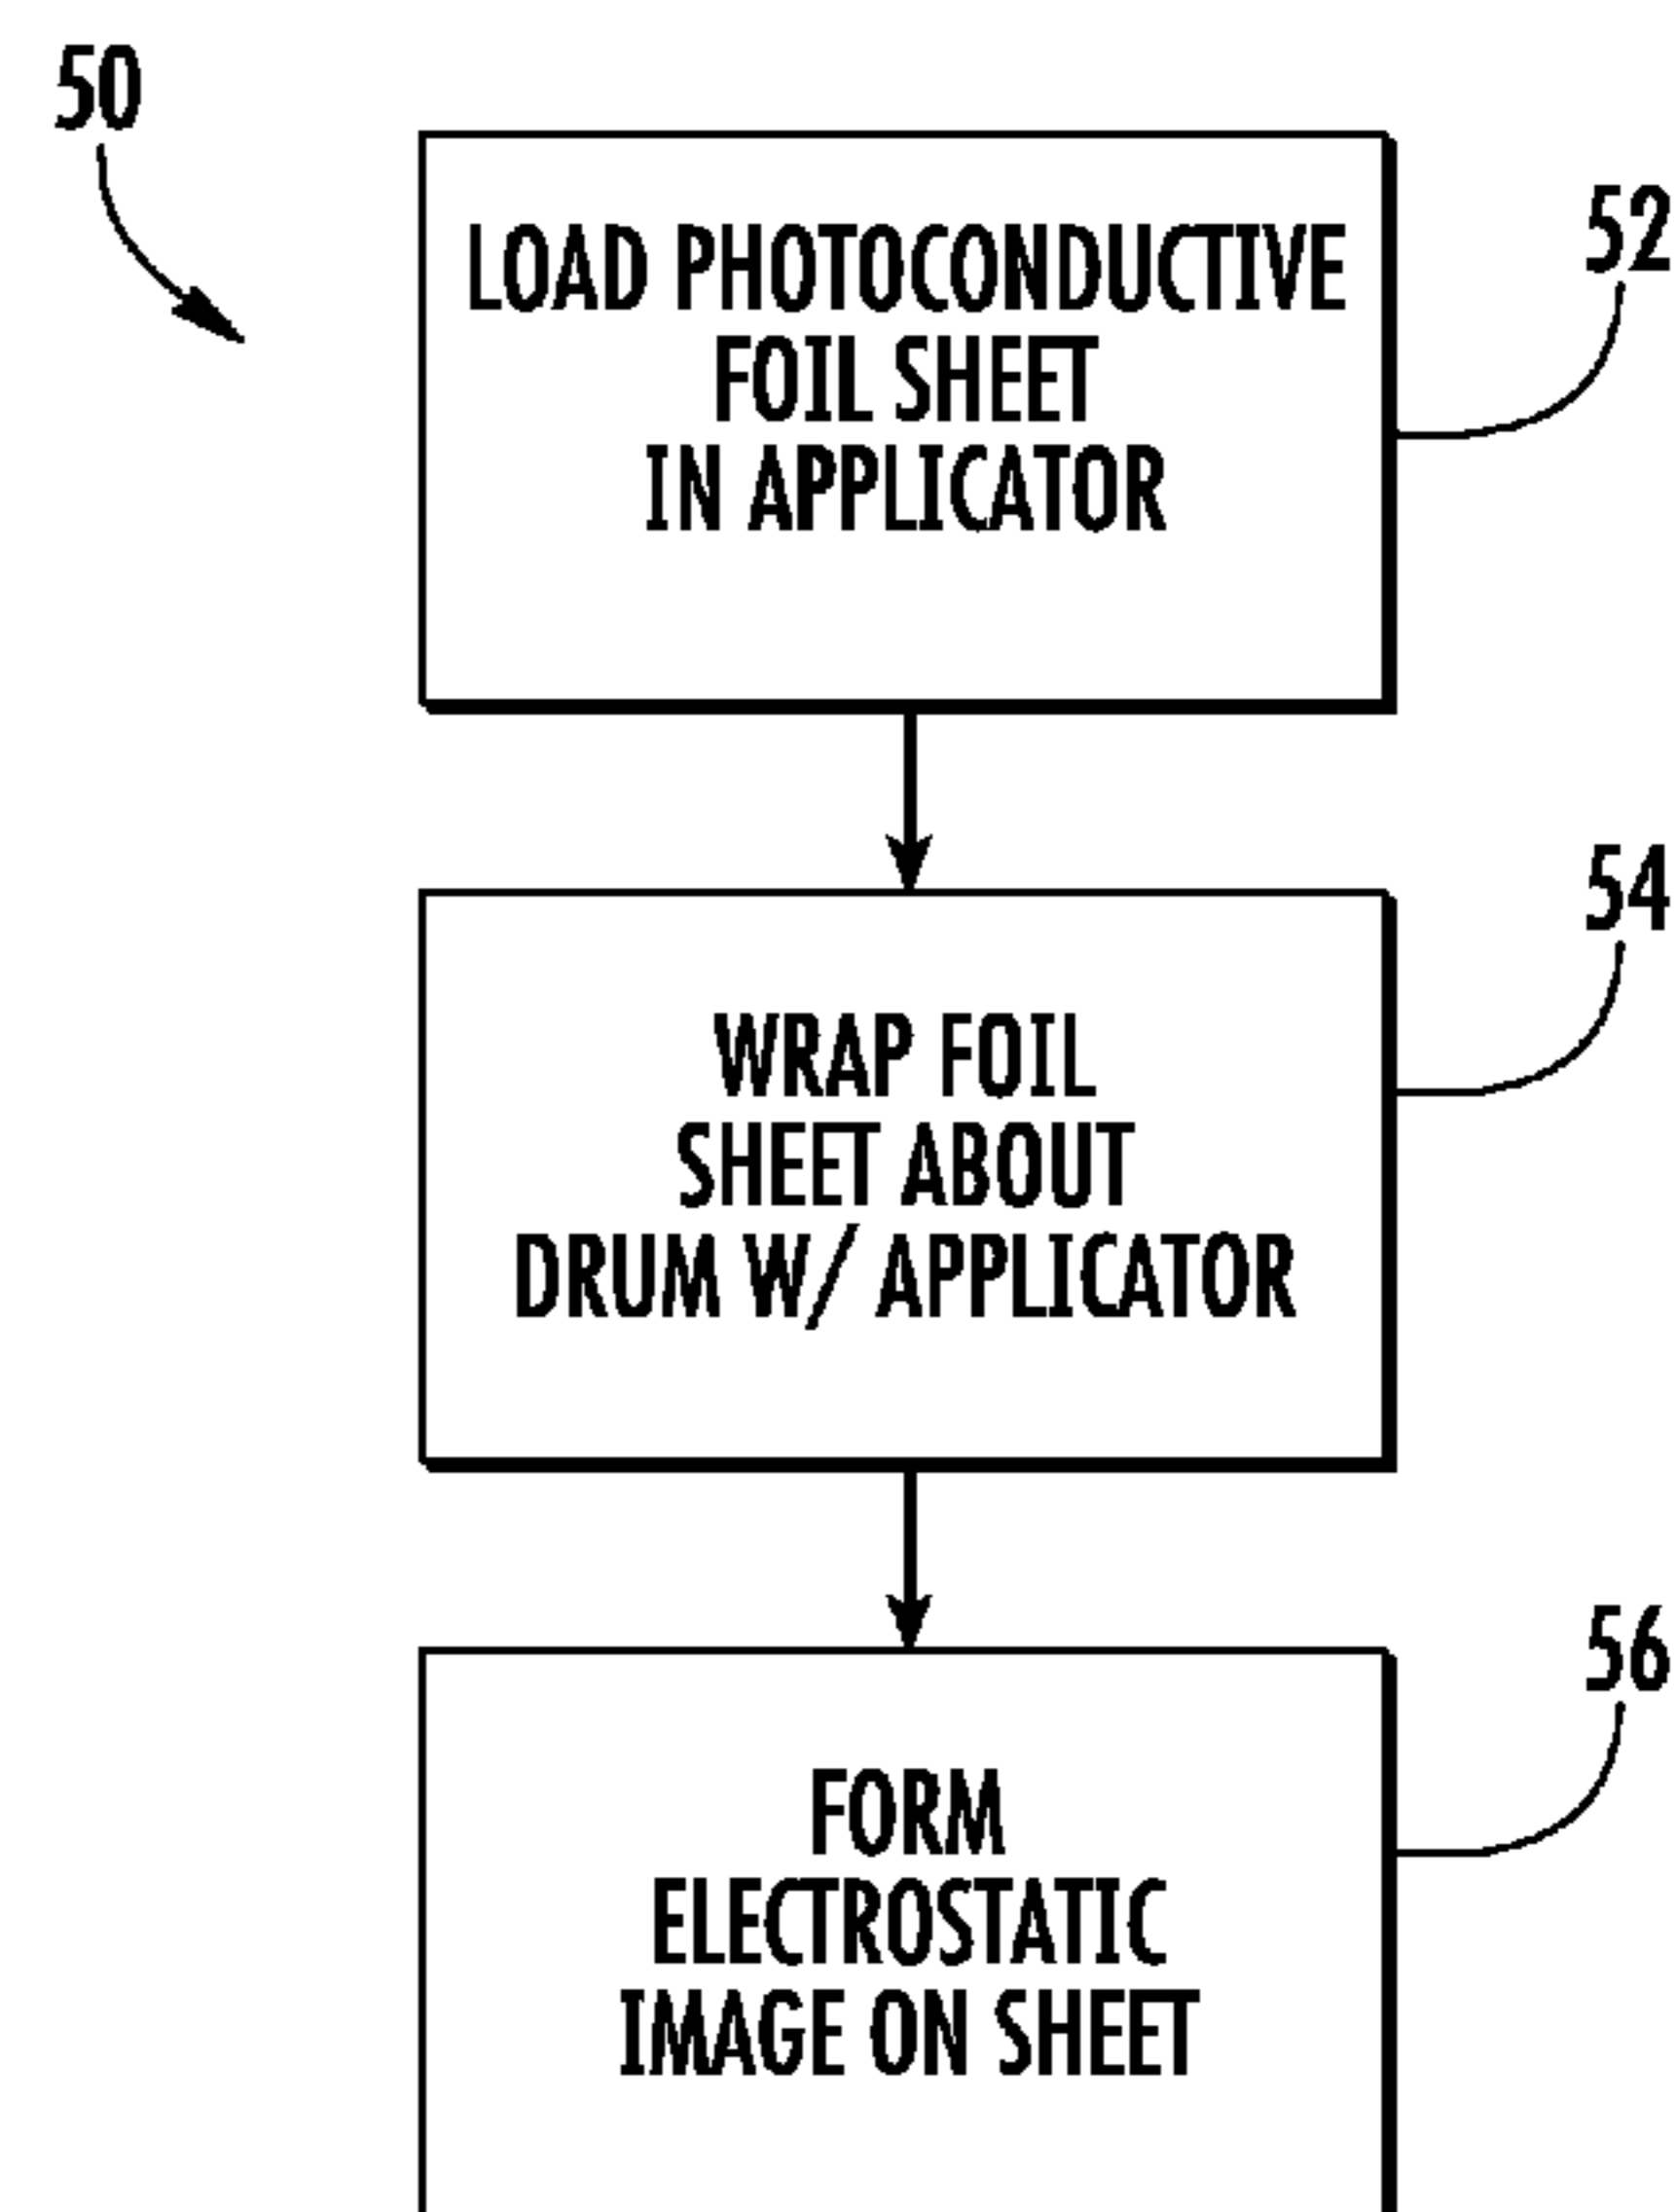 50
LOAD PHOTOCONDUCTIVE
FOIL SHEET
IN APPLICATOR
52
WRAP FOIL
SHEET ABOUT
DRUM W/ APPLICATOR
54
FORM
ELECTROSTATIC
IMAGE ON SHEET
56